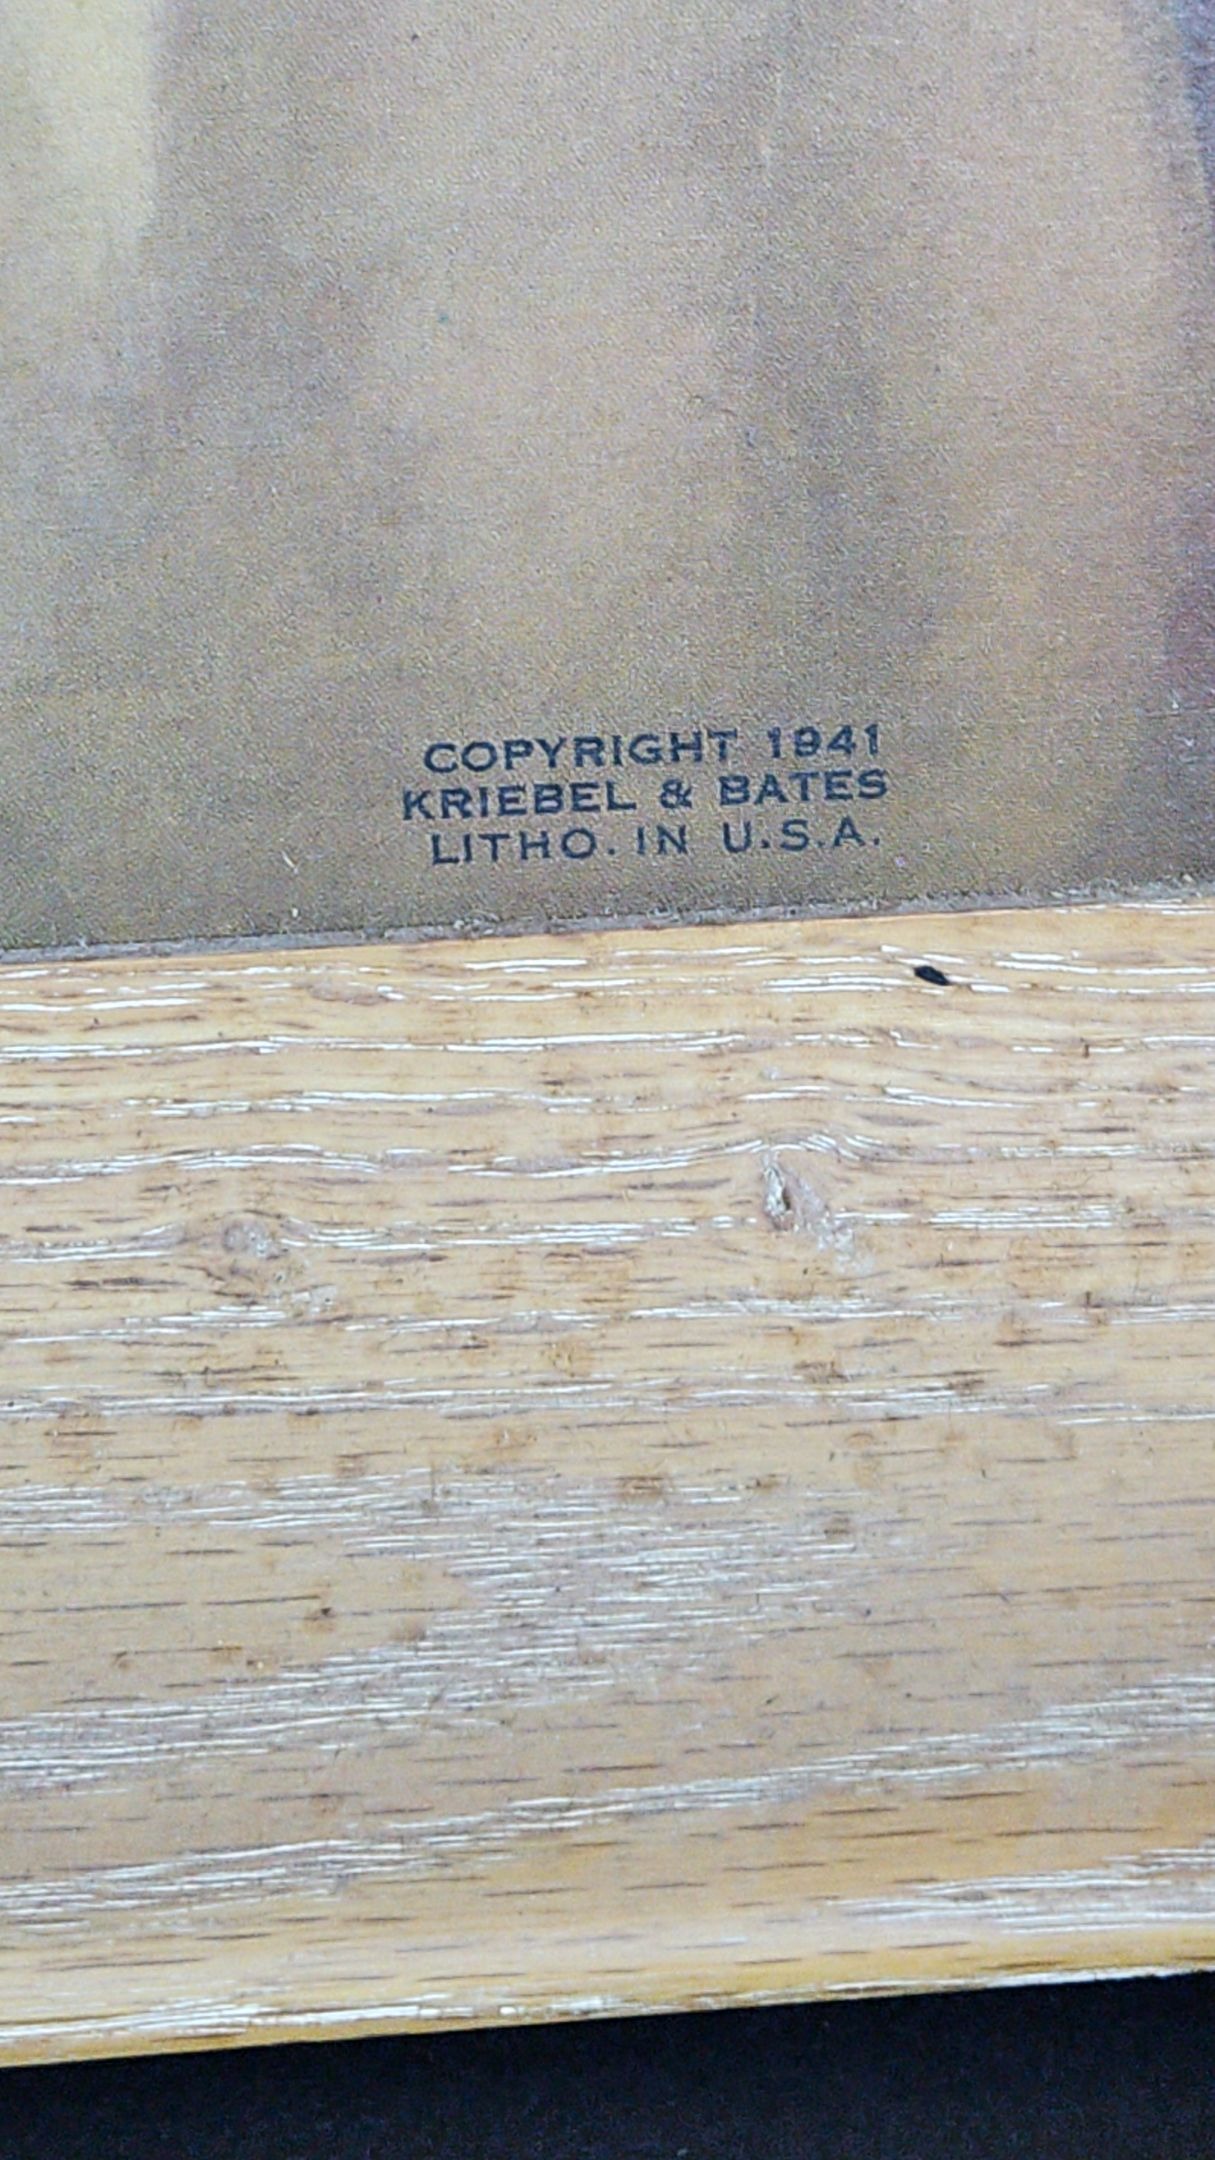 COPYRIGHT 1941
KRIEBEL & BATES
LITHO. IN U.S.A.